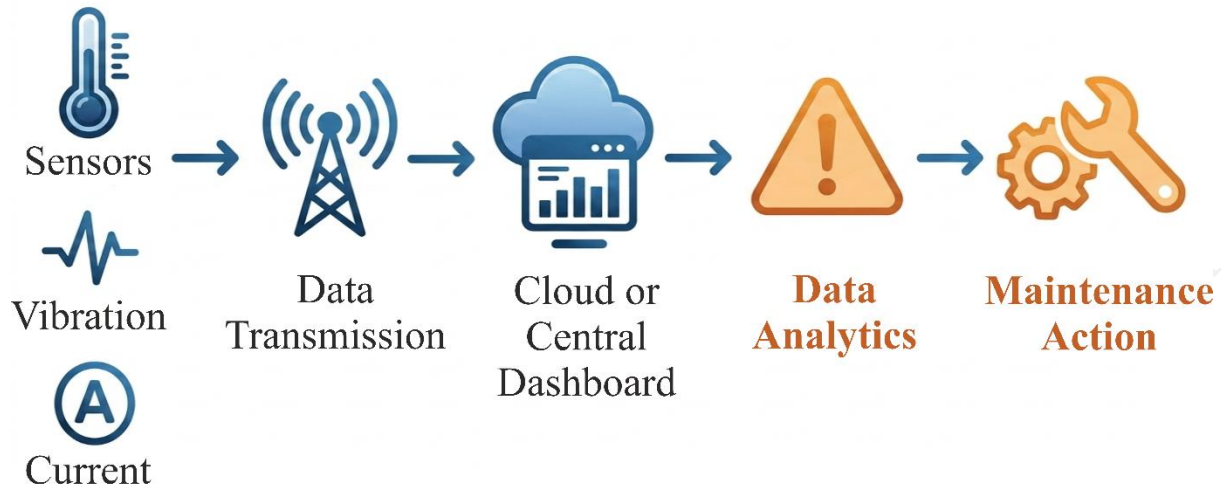 Sensors
Vibration
A
Current
Data
Transmission
Cloud or
Central
Dashboard
Data
Analytics
Maintenance
Action